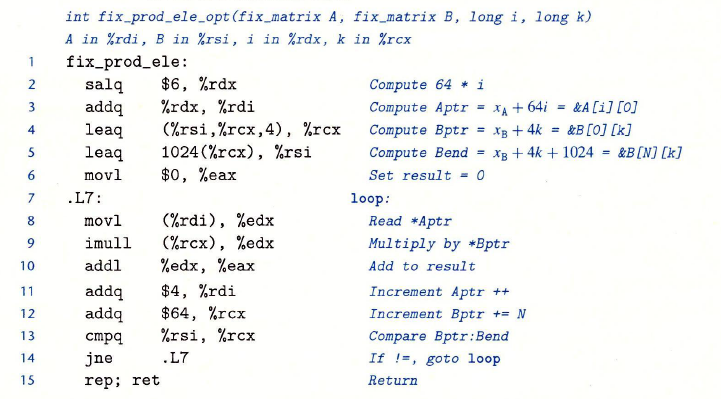 int fix_prod_ele_opt(fix_matrix A, fix_matrix B, long i, long k)
A in %rdi, B in %rsi, i in %rdx, k in %rcx
1 fix_prod_ele:
2 salq $6, %rdx Compute 64 * i
3 addq %rdx, %rdi Compute Aptr = xA + 64i = &A[i][0]
4 leaq (%rsi,%rcx,4), %rcx Compute Bptr = xB + 4k = &B[0][k]
5 leaq 1024(%rcx), %rsi Compute Bend = xB + 4k + 1024 = &B[N][k]
6 movl $0, %eax Set result = 0
7 .L7: loop:
8 movl (%rdi), %edx Read *Aptr
9 imull (%rcx), %edx Multiply by *Bptr
10 addl %edx, %eax Add to result
11 addq $4, %rdi Increment Aptr ++
12 addq $64, %rcx Increment Bptr += N
13 cmpq %rsi, %rcx Compare Bptr:Bend
14 jne .L7 If !=, goto loop
15 rep; ret Return